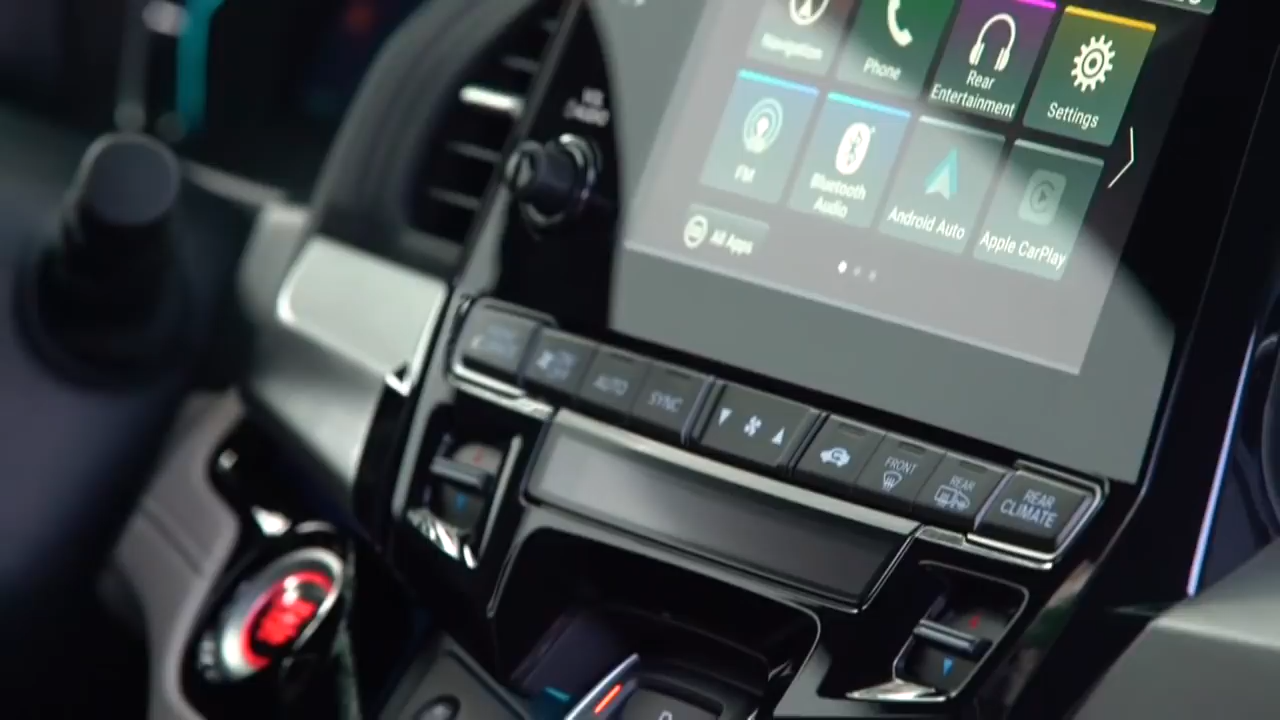 Navigation
Phone
Rear
Entertainment
Settings
FM
Bluetooth
Audio
Android Auto
Apple CarPlay
All Apps
AUTO
SYNC
FRONT
REAR
REAR
CLIMATE